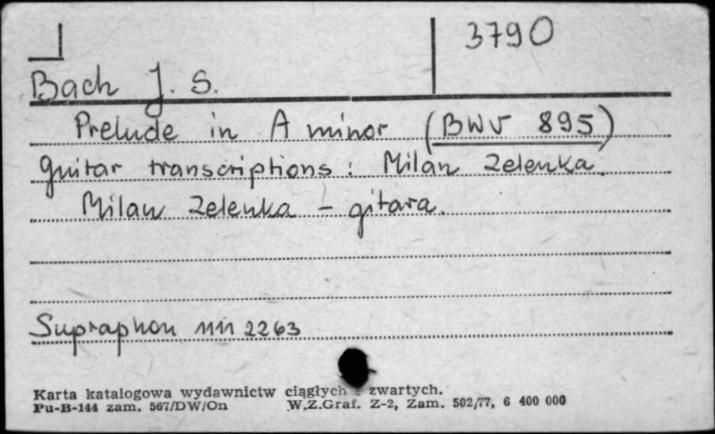 3790
Bach J. S.
Prelude in A minor (BWV 895)
guitar transcriptions: Milan Zelenka.
Milan Zelenka - gitara.
Supraphon 1111 2263
Karta katalogowa wydawnictw ciągłych i zwartych.
Pu-B-144 zam. 567/DW/On W.Z.Graf. Z-2, Zam. 502/77, 6 400 000